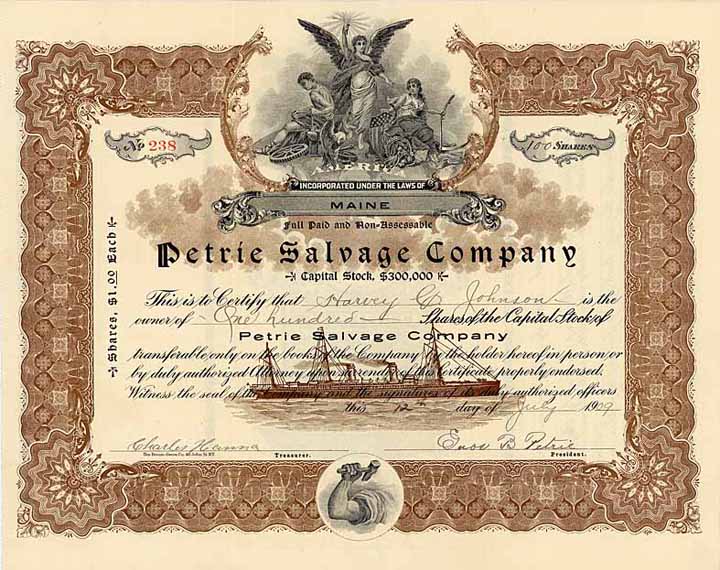 AMERICA
No 238
100 SHARES
INCORPORATED UNDER THE LAWS OF
MAINE
Full Paid and Non-Assessable
Petrie Salvage Company
Capital Stock, $300,000
Shares, $1.00 Each
This is to Certify that Harvey C. Johnson is the
owner of One hundred Shares of the Capital Stock of
Petrie Salvage Company
transferable only on the books of the Company by the holder hereof in person or
by duly authorized Attorney upon surrender of this Certificate properly endorsed.
Witness the seal of the Company and the signatures of its duly authorized officers
this 12th day of July 1909
Charles Hanna
Treasurer.
Enos B Petrie
President.